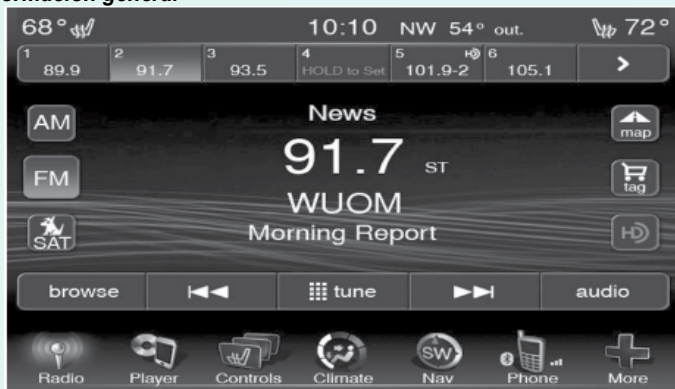 68° 10:10 NW 54° out. 72°
1 2 3 4 5 HD 6
89.9 91.7 93.5 HOLD to Set 101.9-2 105.1 >
AM News map
91.7 ST
FM tag
WUOM
SAT Morning Report HD
browse tune audio
SW
Radio Player Controls Climate Nav Phone More